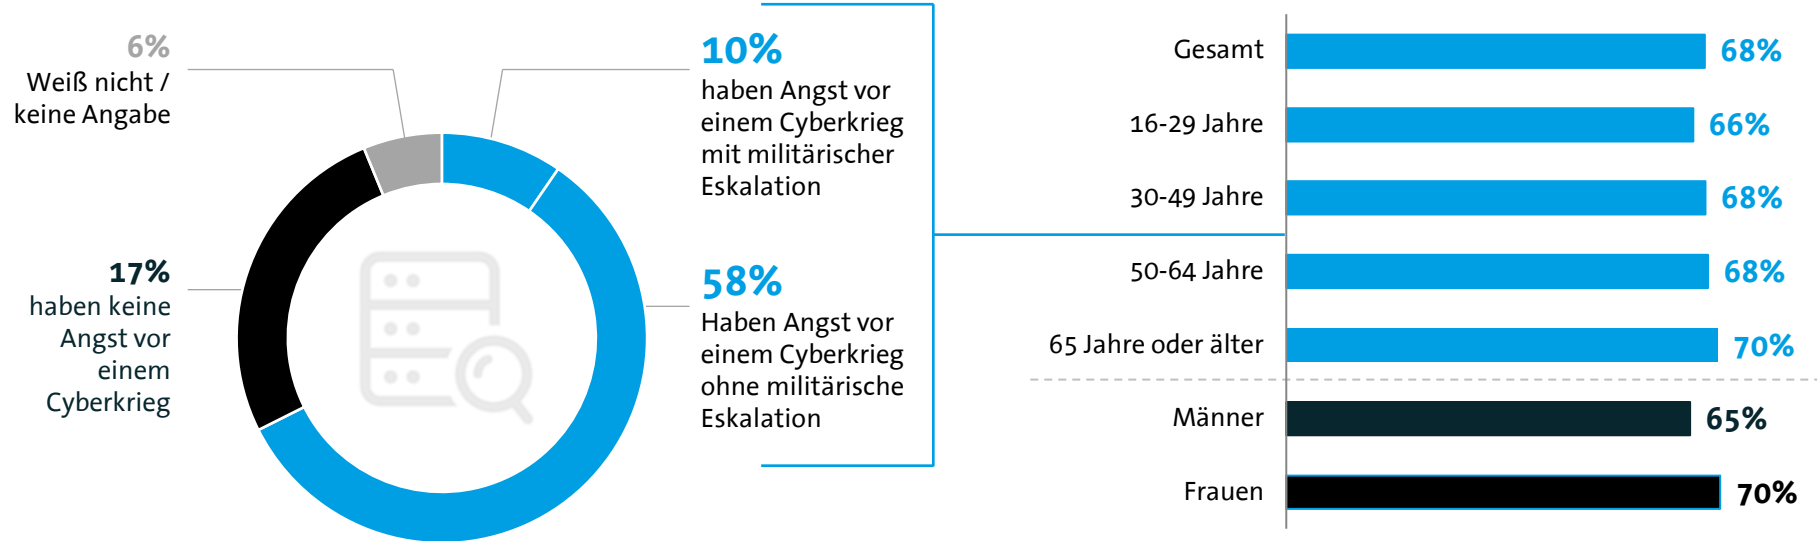 6%
Weiß nicht /
keine Angabe
17%
haben keine
Angst vor
einem
Cyberkrieg
10%
haben Angst vor
einem Cyberkrieg
mit militärischer
Eskalation
58%
Haben Angst vor
einem Cyberkrieg
ohne militärische
Eskalation
Gesamt 68%
16-29 Jahre 66%
30-49 Jahre 68%
50-64 Jahre 68%
65 Jahre oder älter 70%
Männer 65%
Frauen 70%